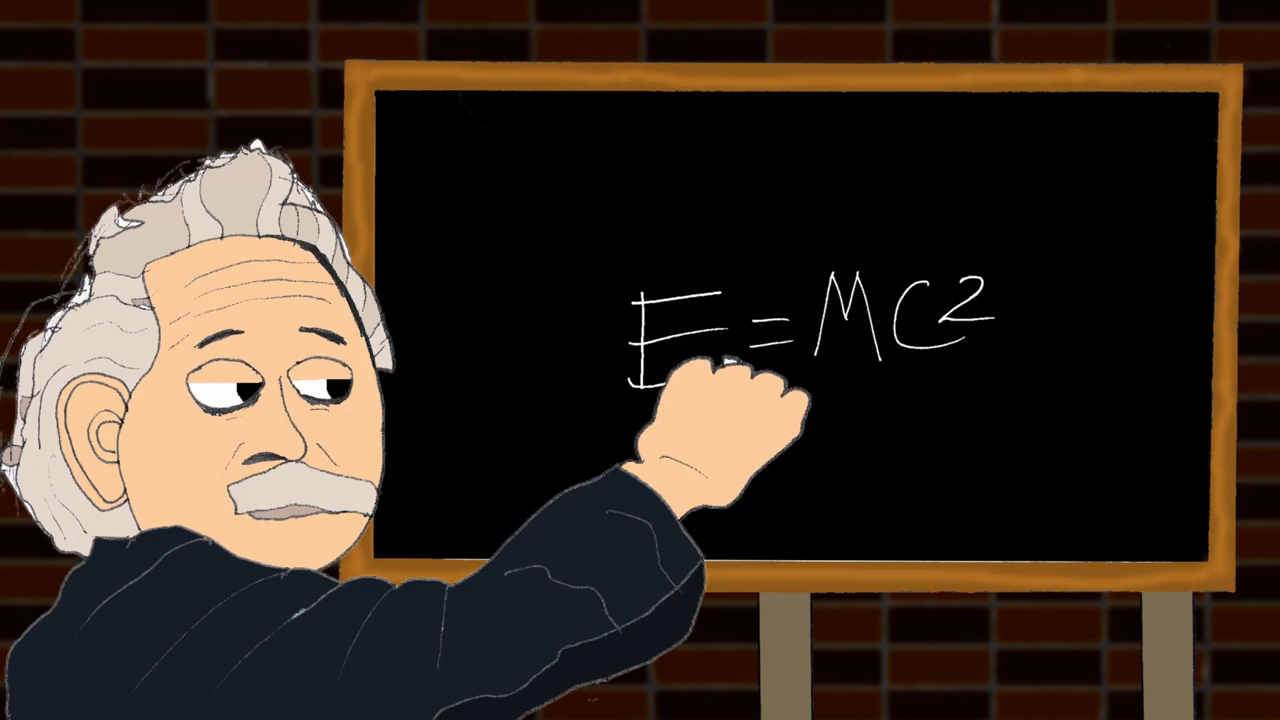 E = MC²